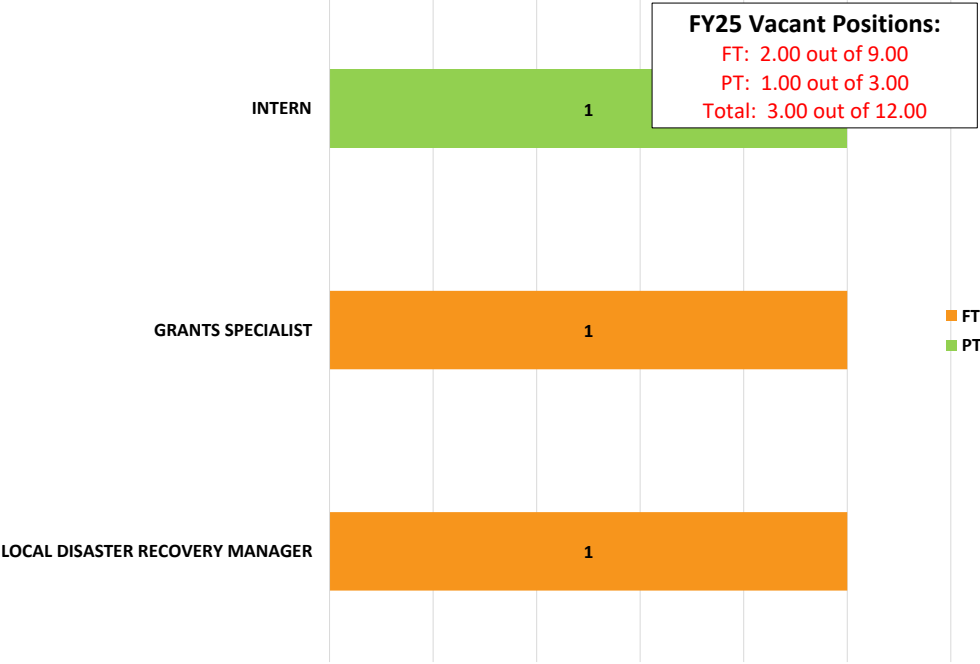 FY25 Vacant Positions:
FT: 2.00 out of 9.00
PT: 1.00 out of 3.00
Total: 3.00 out of 12.00
INTERN
1
GRANTS SPECIALIST
1
FT
PT
LOCAL DISASTER RECOVERY MANAGER
1